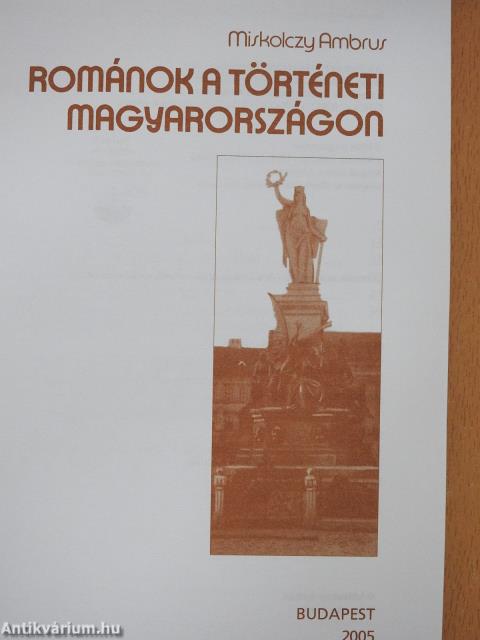 Miskolczy Ambrus
ROMÁNOK A TÖRTÉNETI
MAGYARORSZÁGON
BUDAPEST
2005
Antikvárium.hu